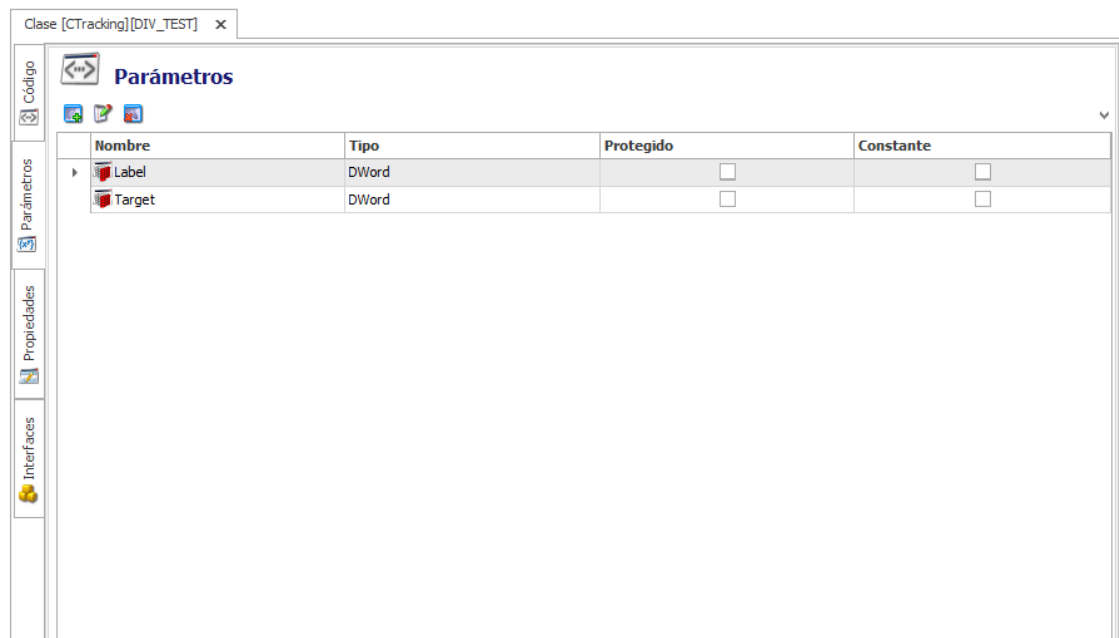 Clase [CTracking][DIV_TEST]
Código
Parámetros
Propiedades
Interfaces
Parámetros
Nombre Tipo Protegido Constante
Label DWord
Target DWord